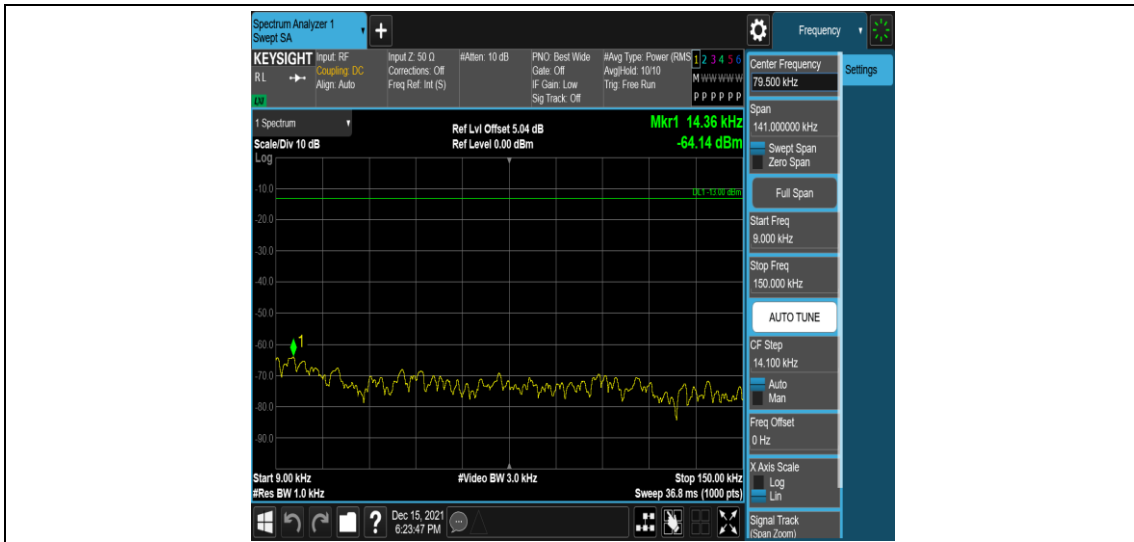 Spectrum Analyzer 1
Swept SA
+
Frequency
KEYSIGHT
RL
LXI
Input: RF
Coupling: DC
Align: Auto
Input Z: 50 Ω
Corrections: Off
Freq Ref: Int (S)
#Atten: 10 dB
PNO: Best Wide
Gate: Off
IF Gain: Low
Sig Track: Off
#Avg Type: Power (RMS
Avg|Hold: 10/10
Trig: Free Run
1 2 3 4 5 6
M W W W W W
P P P P P P
1 Spectrum
Scale/Div 10 dB
Log
Ref Lvl Offset 5.04 dB
Ref Level 0.00 dBm
Mkr1 14.36 kHz
-64.14 dBm
DL1 -13.00 dBm
-10.0
-20.0
-30.0
-40.0
-50.0
-60.0
-70.0
-80.0
-90.0
1
Start 9.00 kHz
#Res BW 1.0 kHz
#Video BW 3.0 kHz
Stop 150.00 kHz
Sweep 36.8 ms (1000 pts)
Center Frequency
79.500 kHz
Settings
Span
141.000000 kHz
Swept Span
Zero Span
Full Span
Start Freq
9.000 kHz
Stop Freq
150.000 kHz
AUTO TUNE
CF Step
14.100 kHz
Auto
Man
Freq Offset
0 Hz
X Axis Scale
Log
Lin
Signal Track
(Span Zoom)
?
Dec 15, 2021
6:23:47 PM